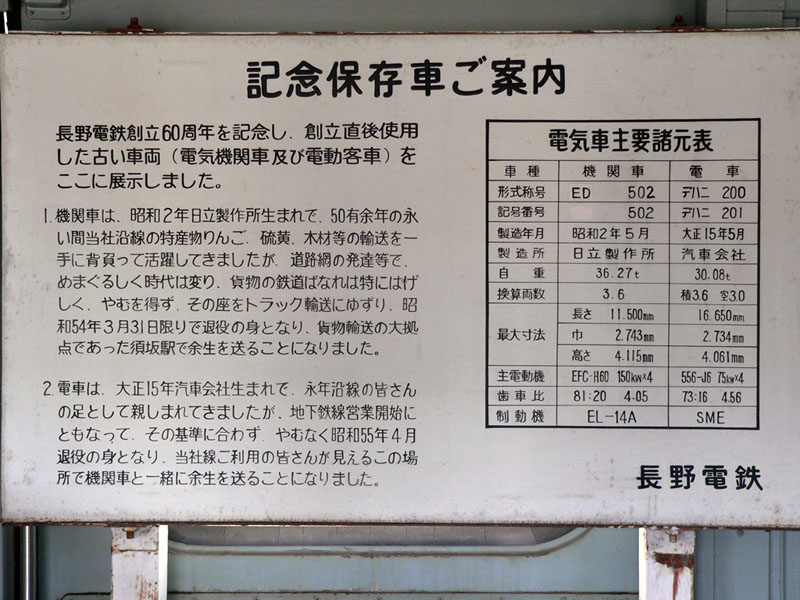 記念保存車ご案内
長野電鉄創立60周年を記念し、創立直後使用
した古い車両（電気機関車及び電動客車）を
ここに展示しました。
1. 機関車は、昭和2年日立製作所生まれで、50有余年の永
い間当社沿線の特産物りんご、硫黄、木材等の輸送を一
手に背負って活躍してきましたが、道路網の発達等で、
めまぐるしく時代は変り、貨物の鉄道ばなれは特にはげ
しく、やむを得ず、その座をトラック輸送にゆずり、昭
和54年3月31日限りで退役の身となり、貨物輸送の大拠
点であった須坂駅で余生を送ることになりました。
2. 電車は、大正15年汽車会社生まれで、永年沿線の皆さん
の足として親しまれてきましたが、地下鉄線営業開始に
ともなって、その基準に合わず、やむなく昭和55年4月
退役の身となり、当社線ご利用の皆さんが見えるこの場
所で機関車と一緒に余生を送ることになりました。
電気車主要諸元表
車種 機関車 電車
形式称号 ED 502 デハニ 200
記号番号 502 デハニ 201
製造年月 昭和2年5月 大正15年5月
製造所 日立製作所 汽車会社
自重 36.27t 30.08t
換算両数 3.6 積3.6 空3.0
最大寸法 長さ 11.500mm 16.650mm
巾 2.743mm 2.734mm
高さ 4.115mm 4.061mm
主電動機 EFC-H60 150kW×4 556-J6 75kW×4
歯車比 81:20 4.05 73:16 4.56
制動機 EL-14A SME
長野電鉄